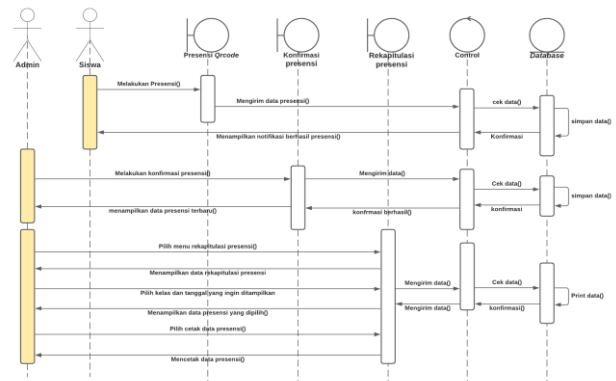 Admin
Siswa
Presensi Qrcode
Konfirmasi
presensi
Rekapitulasi
presensi
Control
Database
Melakukan Presensi()
Mengirim data presensi()
cek data()
simpan data()
Menampilkan notifikasi berhasil presensi()
Konfirmasi
Melakukan konfirmasi presensi()
Mengirim data()
Cek data()
simpan data()
menampilkan data presensi terbaru()
konfirmasi berhasil()
konfirmasi
Pilih menu rekapitulasi presensi()
Menampilkan data rekapitulasi presensi
Mengirim data()
Cek data()
Pilih kelas dan tanggal yang ingin ditampilkan
Print data()
Menampilkan data presensi yang dipilih()
Mengirim data()
konfirmasi()
Pilih cetak data presensi()
Mencetak data presensi()